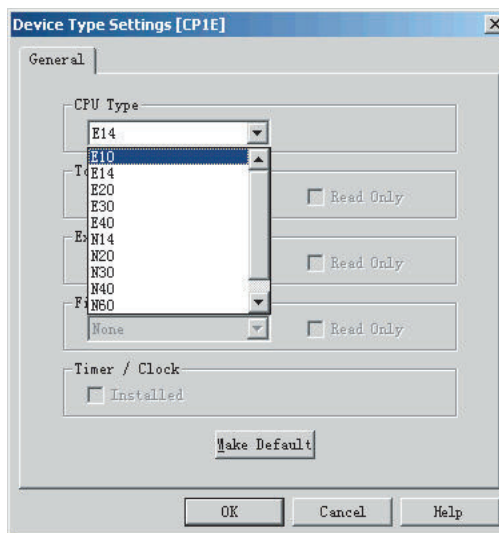 Device Type Settings [CP1E]
General
CPU Type
E14
E10
E14
E20
E30
E40
N14
N20
N30
N40
N60
Read Only
Read Only
None
Read Only
Timer / Clock
Installed
Make Default
OK
Cancel
Help